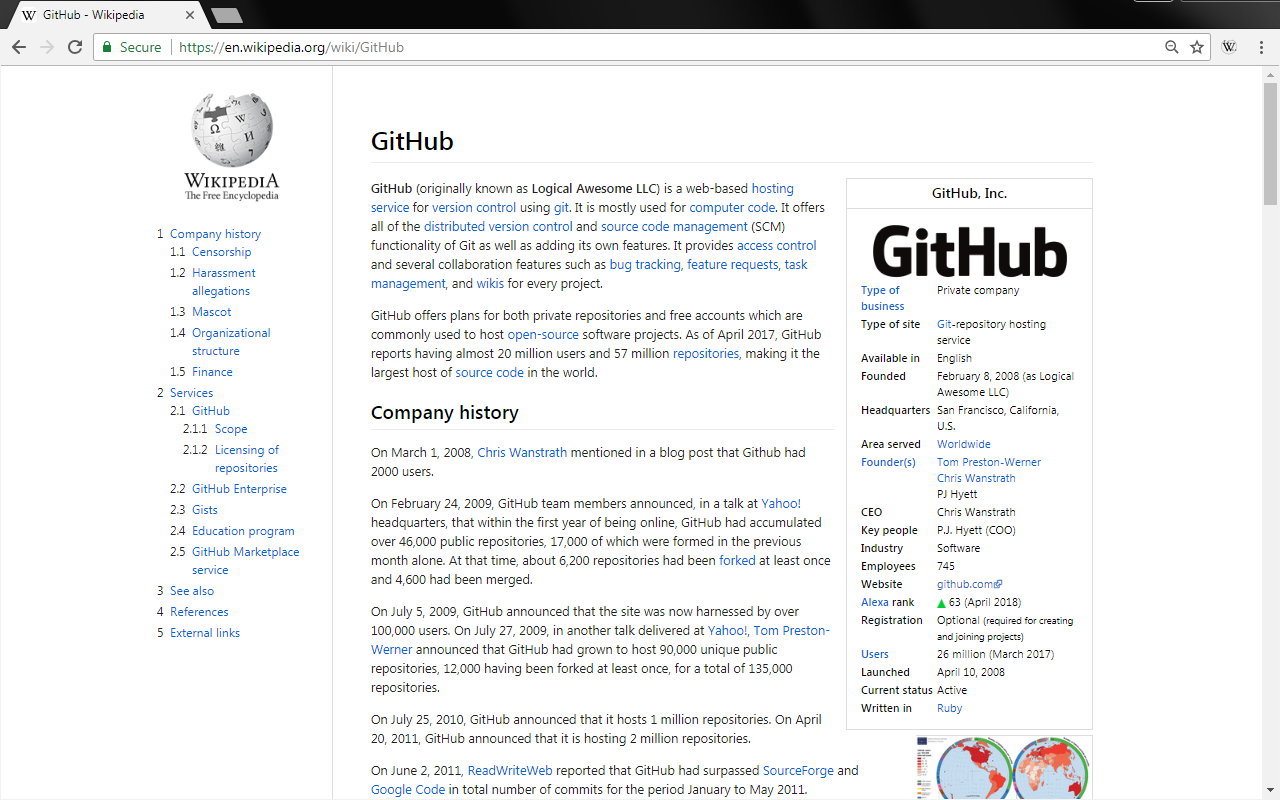 GitHub - Wikipedia
Secure https://en.wikipedia.org/wiki/GitHub
WIKIPEDIA
The Free Encyclopedia
1 Company history
1.1 Censorship
1.2 Harassment
allegations
1.3 Mascot
1.4 Organizational
structure
1.5 Finance
2 Services
2.1 GitHub
2.1.1 Scope
2.1.2 Licensing of
repositories
2.2 GitHub Enterprise
2.3 Gists
2.4 Education program
2.5 GitHub Marketplace
service
3 See also
4 References
5 External links
GitHub
GitHub (originally known as Logical Awesome LLC) is a web-based hosting
service for version control using git. It is mostly used for computer code. It offers
all of the distributed version control and source code management (SCM)
functionality of Git as well as adding its own features. It provides access control
and several collaboration features such as bug tracking, feature requests, task
management, and wikis for every project.
GitHub offers plans for both private repositories and free accounts which are
commonly used to host open-source software projects. As of April 2017, GitHub
reports having almost 20 million users and 57 million repositories, making it the
largest host of source code in the world.
Company history
On March 1, 2008, Chris Wanstrath mentioned in a blog post that Github had
2000 users.
On February 24, 2009, GitHub team members announced, in a talk at Yahoo!
headquarters, that within the first year of being online, GitHub had accumulated
over 46,000 public repositories, 17,000 of which were formed in the previous
month alone. At that time, about 6,200 repositories had been forked at least once
and 4,600 had been merged.
On July 5, 2009, GitHub announced that the site was now harnessed by over
100,000 users. On July 27, 2009, in another talk delivered at Yahoo!, Tom Preston-
Werner announced that GitHub had grown to host 90,000 unique public
repositories, 12,000 having been forked at least once, for a total of 135,000
repositories.
On July 25, 2010, GitHub announced that it hosts 1 million repositories. On April
20, 2011, GitHub announced that it is hosting 2 million repositories.
On June 2, 2011, ReadWriteWeb reported that GitHub had surpassed SourceForge and
Google Code in total number of commits for the period January to May 2011.
GitHub, Inc.
GitHub
Type of Private company
business
Type of site Git-repository hosting
service
Available in English
Founded February 8, 2008 (as Logical
Awesome LLC)
Headquarters San Francisco, California,
U.S.
Area served Worldwide
Founder(s) Tom Preston-Werner
Chris Wanstrath
PJ Hyett
CEO Chris Wanstrath
Key people P.J. Hyett (COO)
Industry Software
Employees 745
Website github.com
Alexa rank ▲ 63 (April 2018)
Registration Optional (required for creating
and joining projects)
Users 26 million (March 2017)
Launched April 10, 2008
Current status Active
Written in Ruby